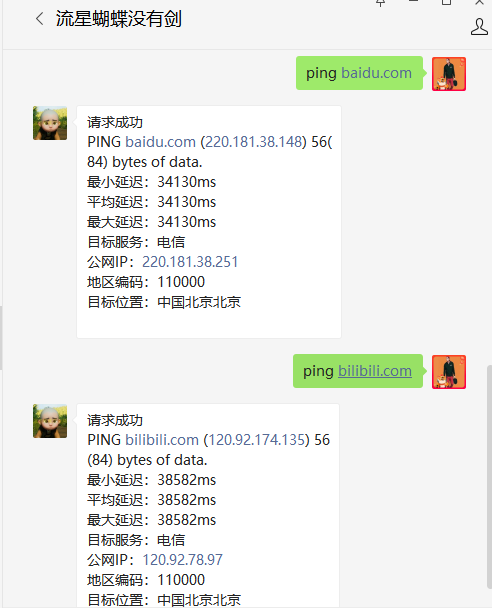 流星蝴蝶没有剑
ping baidu.com
请求成功
PING baidu.com (220.181.38.148) 56(
84) bytes of data.
最小延迟：34130ms
平均延迟：34130ms
最大延迟：34130ms
目标服务：电信
公网IP：220.181.38.251
地区编码：110000
目标位置：中国北京北京
ping bilibili.com
请求成功
PING bilibili.com (120.92.174.135) 56
(84) bytes of data.
最小延迟：38582ms
平均延迟：38582ms
最大延迟：38582ms
目标服务：电信
公网IP：120.92.78.97
地区编码：110000
目标位置：中国北京北京